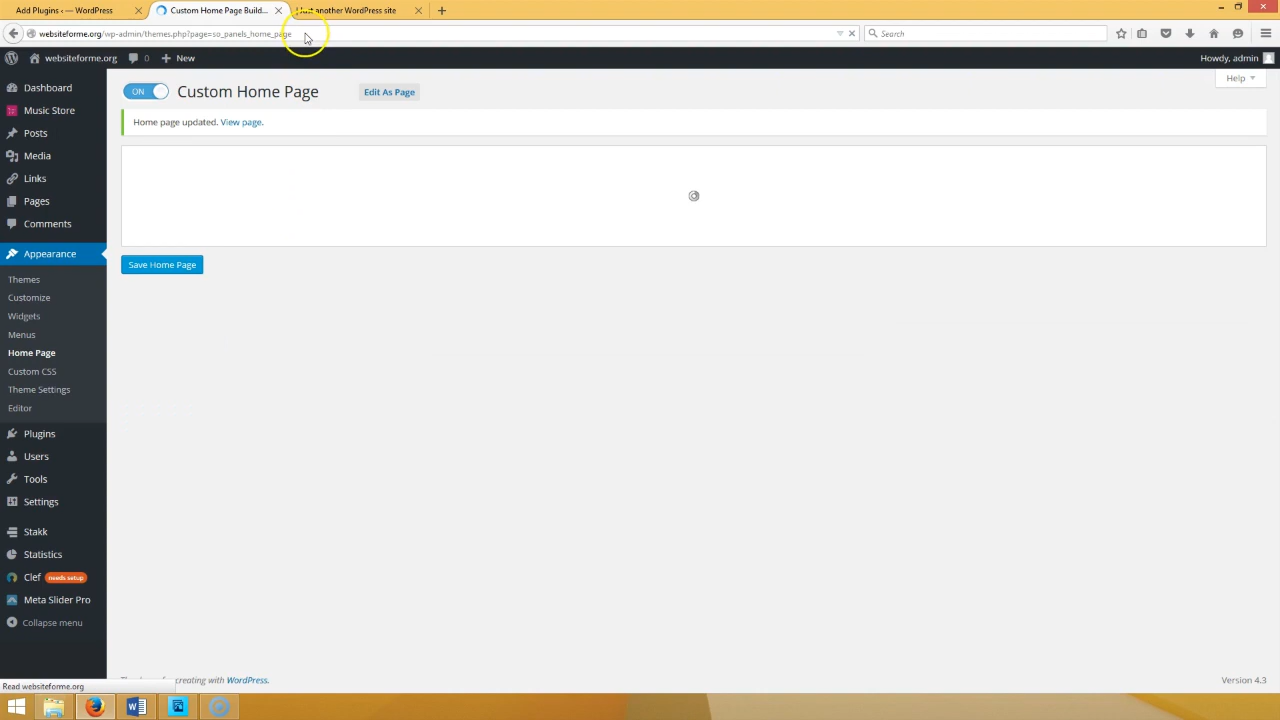 Add Plugins ‹ — WordPress
Custom Home Page Build...
Just another WordPress site
websiteforme.org/wp-admin/themes.php?page=so_panels_home_page
Search
websiteforme.org
0
New
Howdy, admin
Help
Dashboard
Music Store
Posts
Media
Links
Pages
Comments
Appearance
Themes
Customize
Widgets
Menus
Home Page
Custom CSS
Theme Settings
Editor
Plugins
Users
Tools
Settings
Stakk
Statistics
Clef needs setup
Meta Slider Pro
Collapse menu
ON
Custom Home Page
Edit As Page
Home page updated. View page.
Save Home Page
creating with WordPress.
Version 4.3
Read websiteforme.org